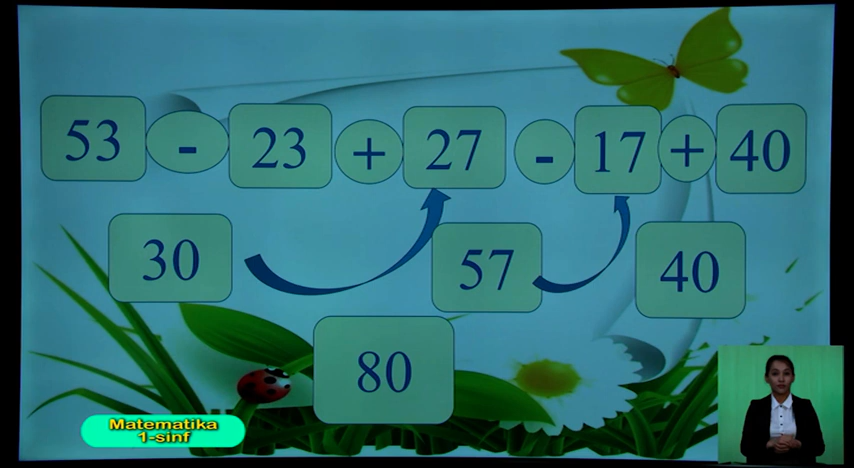 53 - 23 + 27 - 17 + 40
30 57 40
80
Matematika
1-sinf